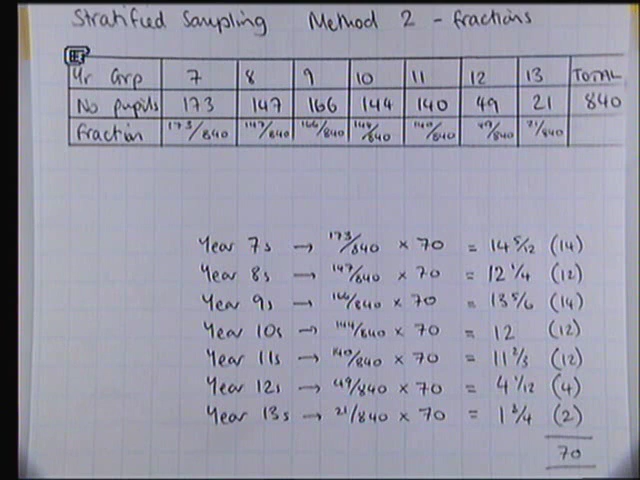 Stratified Sampling Method 2 - fractions
Yr Grp 7 8 9 10 11 12 13 TOTAL
No pupils 173 147 166 144 140 49 21 840
Fraction 173/840 147/840 166/840 144/840 140/840 49/840 21/840
Year 7s → 173/840 × 70 = 14 5/12 (14)
Year 8s → 147/840 × 70 = 12 1/4 (12)
Year 9s → 166/840 × 70 = 13 5/6 (14)
Year 10s → 144/840 × 70 = 12 (12)
Year 11s → 140/840 × 70 = 11 2/3 (12)
Year 12s → 49/840 × 70 = 4 1/12 (4)
Year 13s → 21/840 × 70 = 1 3/4 (2)
70